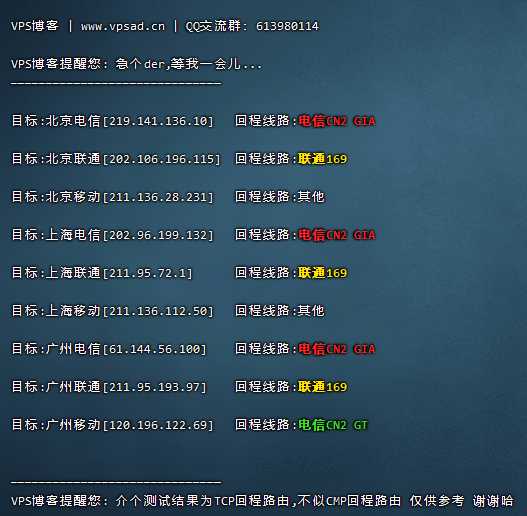 VPS博客 | www.vpsad.cn | QQ交流群: 613980114
VPS博客提醒您: 急个der,等我一会儿...
------------------------------
目标:北京电信[219.141.136.10] 回程线路:电信CN2 GIA
目标:北京联通[202.106.196.115] 回程线路:联通169
目标:北京移动[211.136.28.231] 回程线路:其他
目标:上海电信[202.96.199.132] 回程线路:电信CN2 GIA
目标:上海联通[211.95.72.1] 回程线路:联通169
目标:上海移动[211.136.112.50] 回程线路:其他
目标:广州电信[61.144.56.100] 回程线路:电信CN2 GIA
目标:广州联通[211.95.193.97] 回程线路:联通169
目标:广州移动[120.196.122.69] 回程线路:电信CN2 GT
------------------------------
VPS博客提醒您: 介个测试结果为TCP回程路由,不似CMP回程路由 仅供参考 谢谢哈